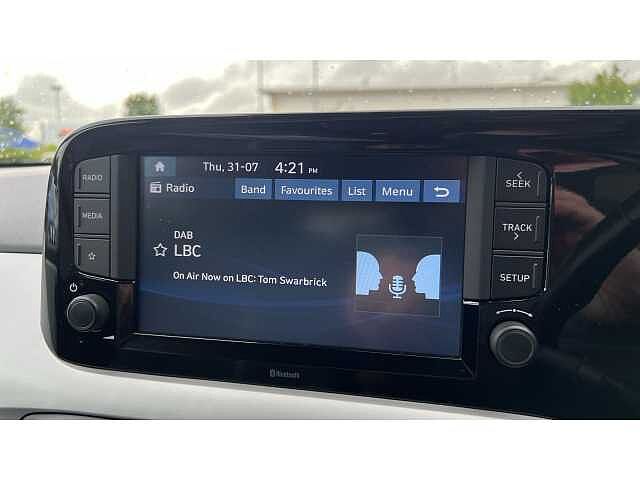 RADIO
MEDIA
Thu, 31-07 4:21 PM
Radio Band Favourites List Menu
DAB
LBC
On Air Now on LBC: Tom Swarbrick
< SEEK
TRACK >
SETUP
Bluetooth